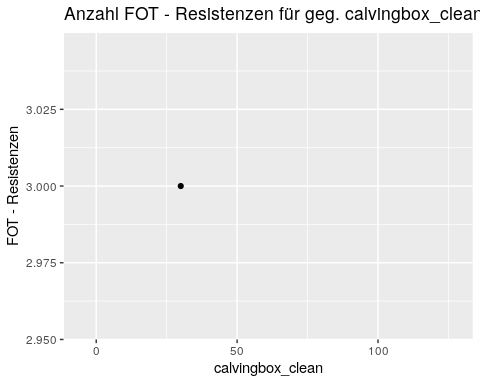 Anzahl FOT - Resistenzen für geg. calvingbox_clean
3.025
3.000
2.975
2.950
FOT - Resistenzen
0 50 100
calvingbox_clean